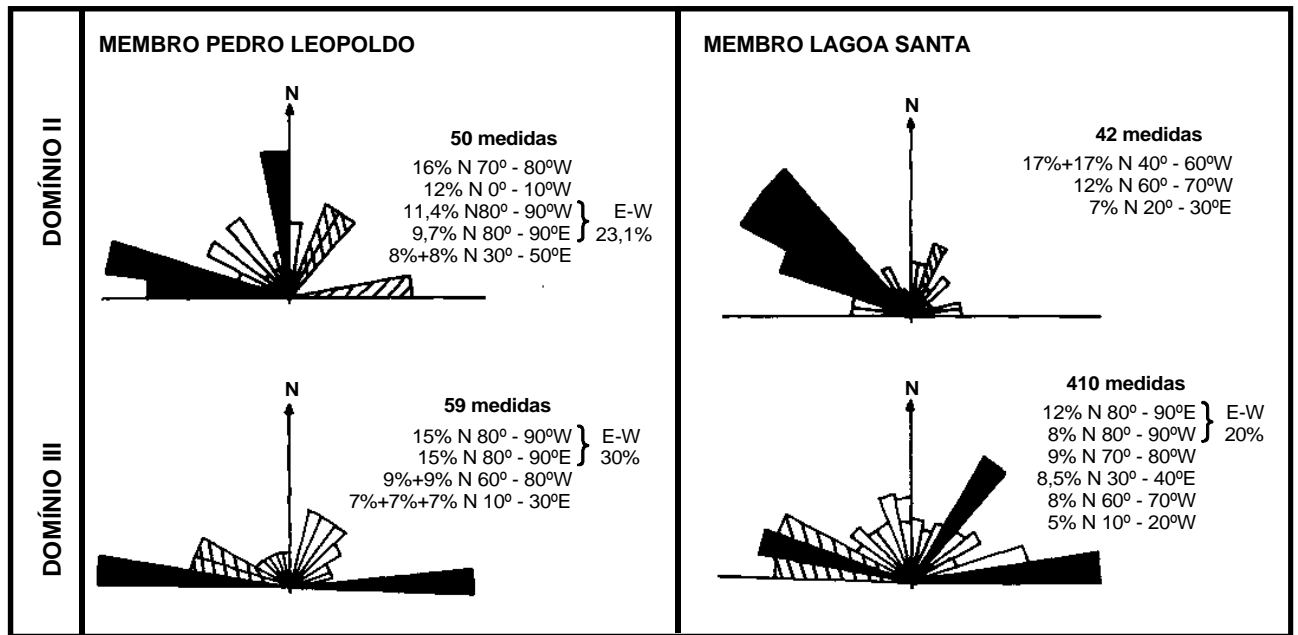 MEMBRO PEDRO LEOPOLDO
MEMBRO LAGOA SANTA
DOMÍNIO II
N
50 medidas
16% N 70º - 80ºW
12% N 0º - 10ºW
11,4% N80º - 90ºW } E-W
9,7% N 80º - 90ºE } 23,1%
8%+8% N 30º - 50ºE
N
42 medidas
17%+17% N 40º - 60ºW
12% N 60º - 70ºW
7% N 20º - 30ºE
DOMÍNIO III
N
59 medidas
15% N 80º - 90ºW } E-W
15% N 80º - 90ºE } 30%
9%+9% N 60º - 80ºW
7%+7%+7% N 10º - 30ºE
N
410 medidas
12% N 80º - 90ºE } E-W
8% N 80º - 90ºW } 20%
9% N 70º - 80ºW
8,5% N 30º - 40ºE
8% N 60º - 70ºW
5% N 10º - 20ºW